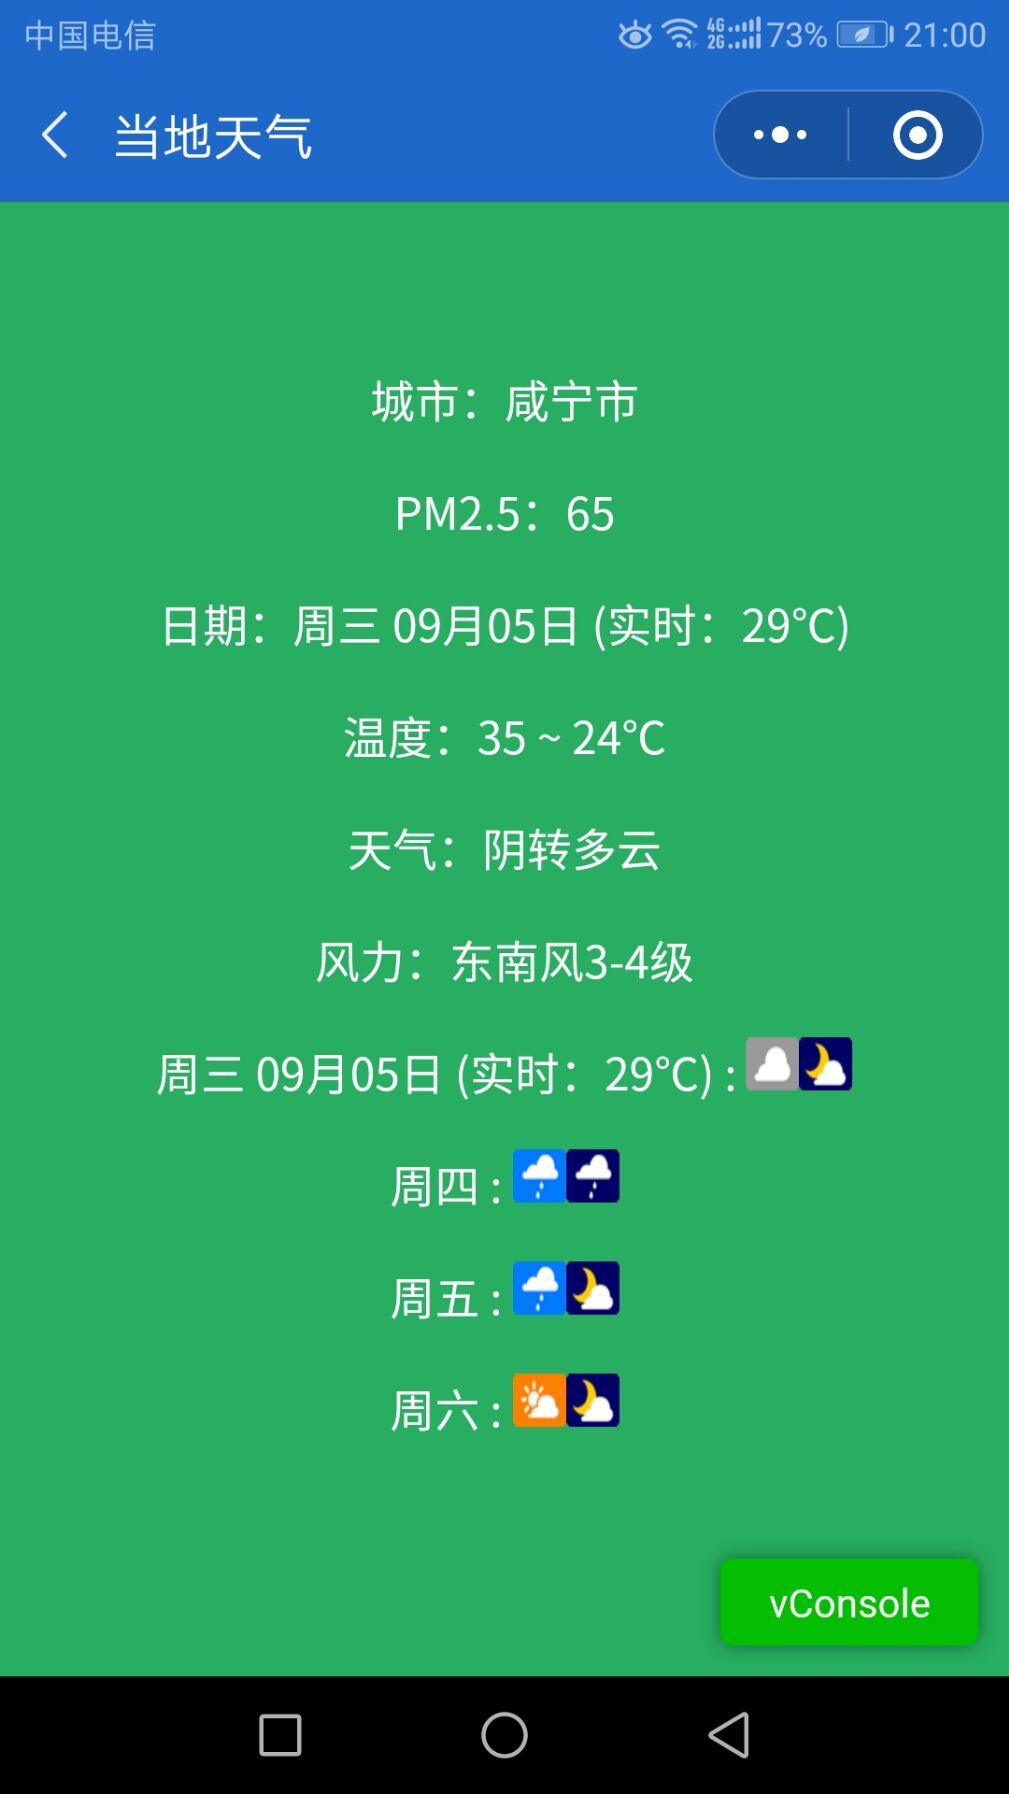 中国电信 4G 2G 73% 21:00
当地天气
城市：咸宁市
PM2.5：65
日期：周三 09月05日 (实时：29℃)
温度：35 ~ 24℃
天气：阴转多云
风力：东南风3-4级
周三 09月05日 (实时：29℃) :
周四 :
周五 :
周六 :
vConsole